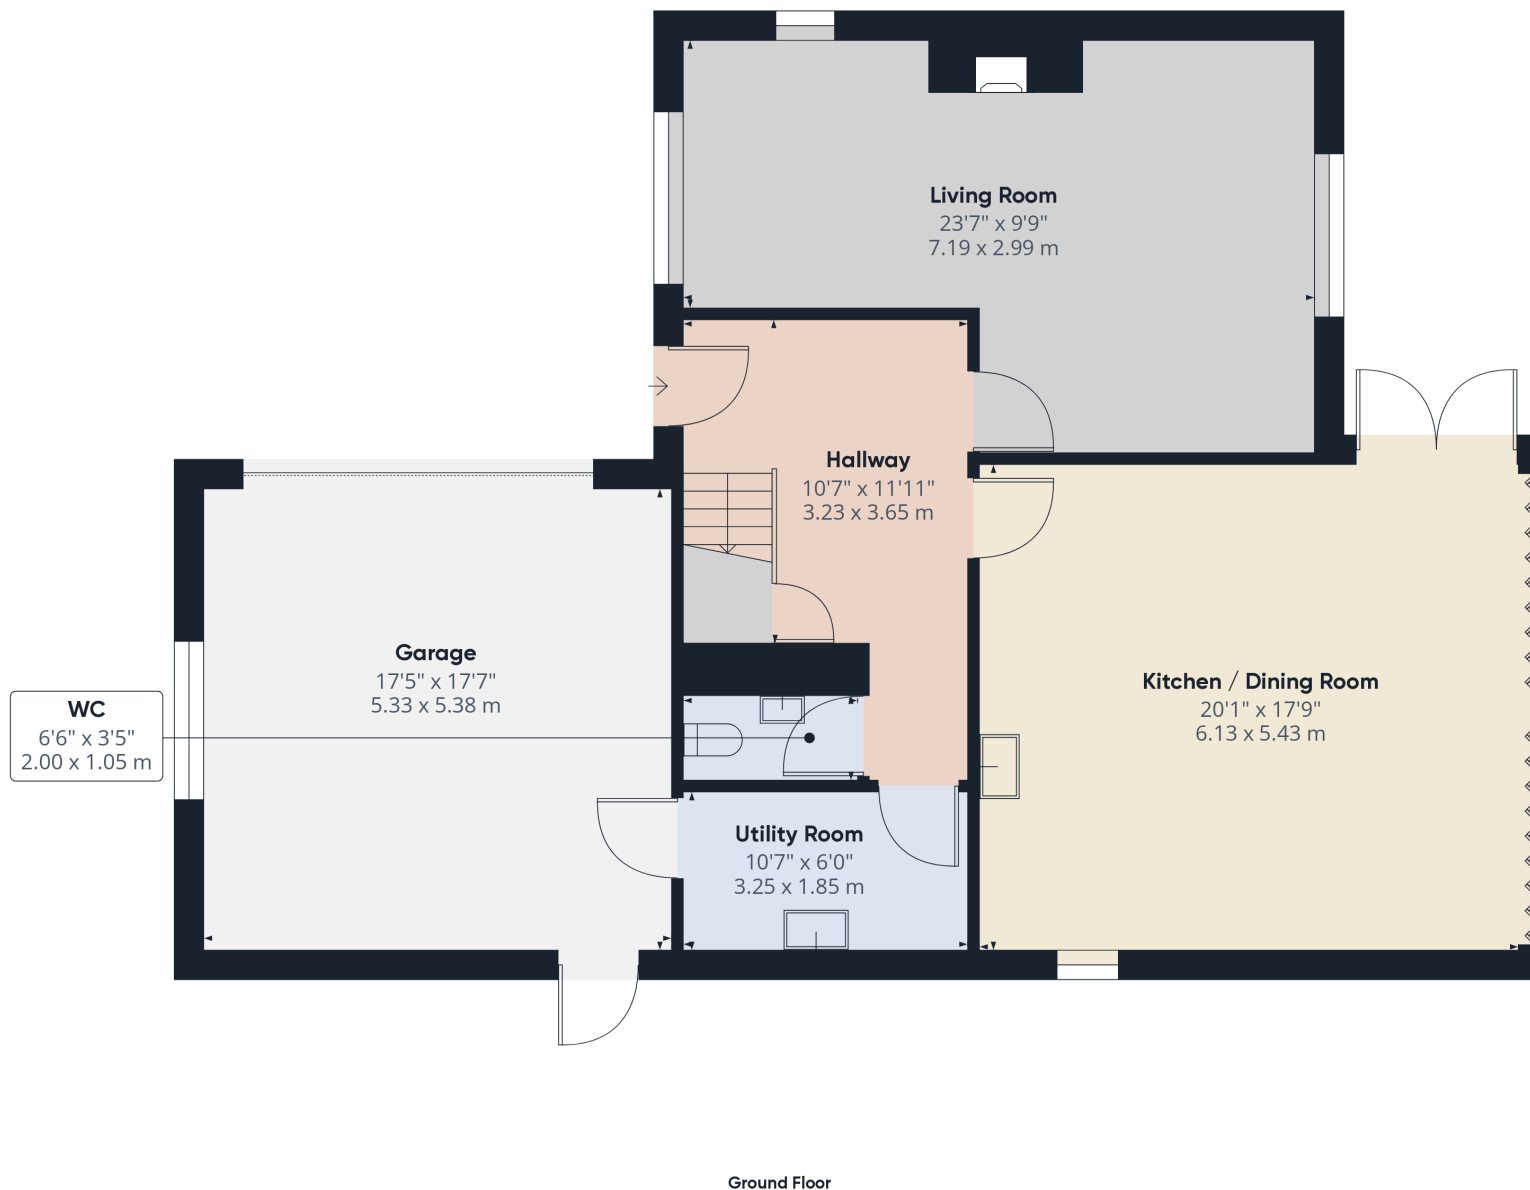 Living Room
23'7" x 9'9"
7.19 x 2.99 m
Hallway
10'7" x 11'11"
3.23 x 3.65 m
Garage
17'5" x 17'7"
5.33 x 5.38 m
WC
6'6" x 3'5"
2.00 x 1.05 m
Kitchen / Dining Room
20'1" x 17'9"
6.13 x 5.43 m
Utility Room
10'7" x 6'0"
3.25 x 1.85 m
Ground Floor